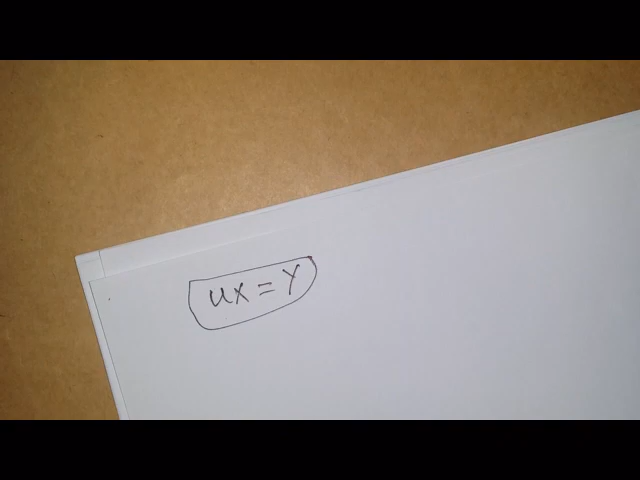 ux = y